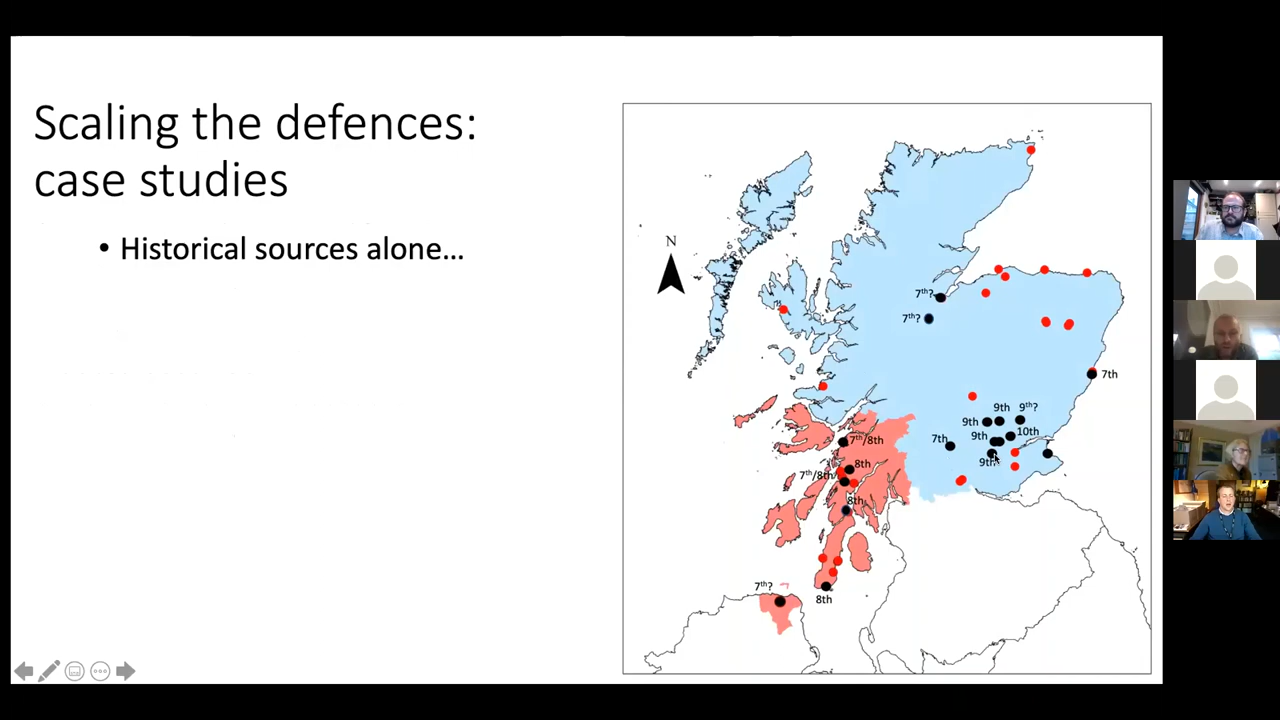 Scaling the defences:
case studies
• Historical sources alone...
N
7th?
7th?
7th
9th
9th?
9th
9th
10th
7th
9th
7th/8th
8th
7th/8th
8th
7th?
8th